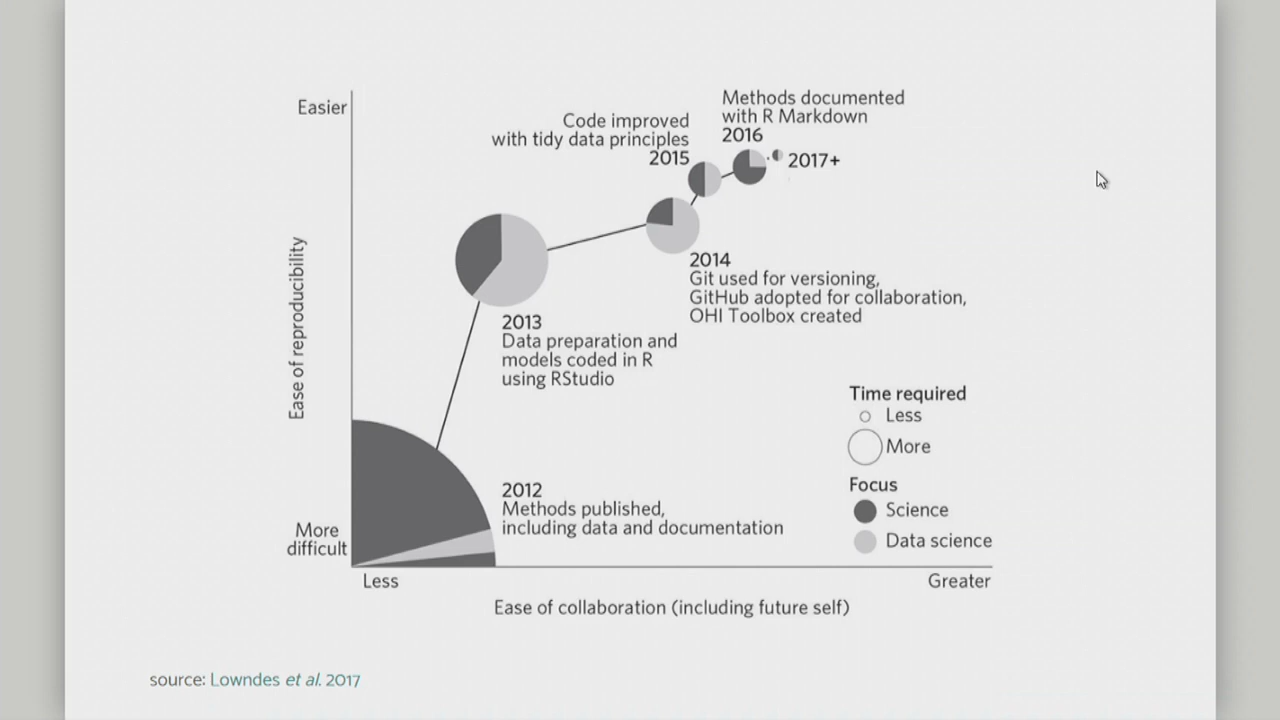 Easier
Methods documented
with R Markdown
2016
Code improved
with tidy data principles
2015
2017+
2014
Git used for versioning,
GitHub adopted for collaboration,
OHI Toolbox created
2013
Data preparation and
models coded in R
using RStudio
Ease of reproducibility
Time required
Less
More
Focus
Science
Data science
2012
Methods published,
including data and documentation
More
difficult
Less
Greater
Ease of collaboration (including future self)
source: Lowndes et al. 2017